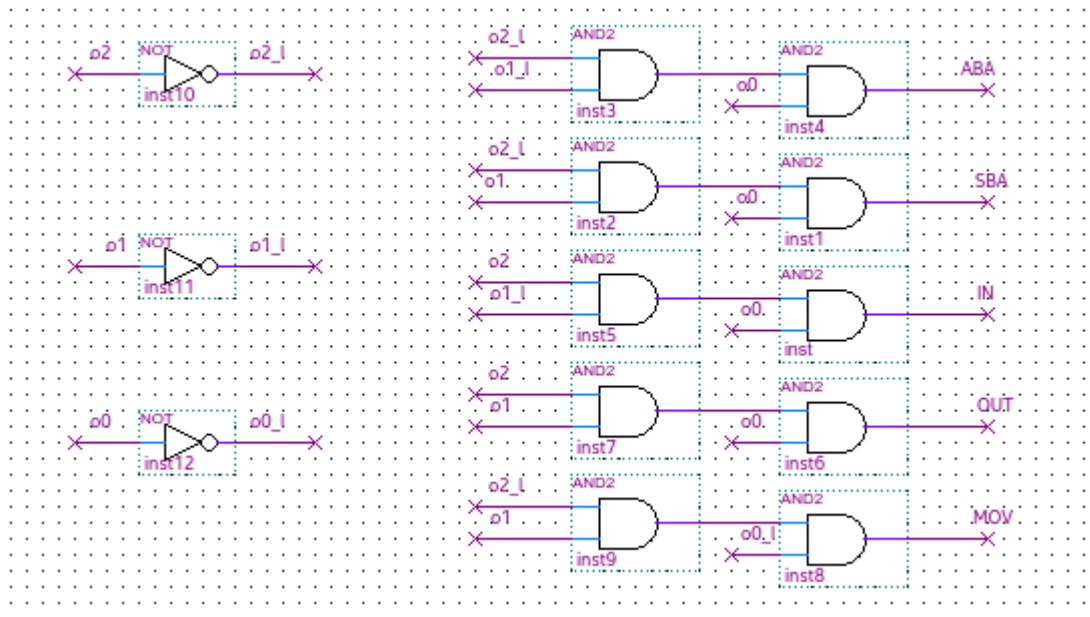 o2
NOT
o2_l
inst10
o1
NOT
o1_l
inst11
o0
NOT
o0_l
inst12
o2_l
AND2
o1_l
inst3
AND2
o0
ABA
inst4
o2_l
AND2
o1
inst2
AND2
o0
SBA
inst1
o2
AND2
o1_l
inst5
AND2
o0
IN
inst
o2
AND2
o1
inst7
AND2
o0
OUT
inst6
o2_l
AND2
o1
inst9
AND2
o0_l
MOV
inst8